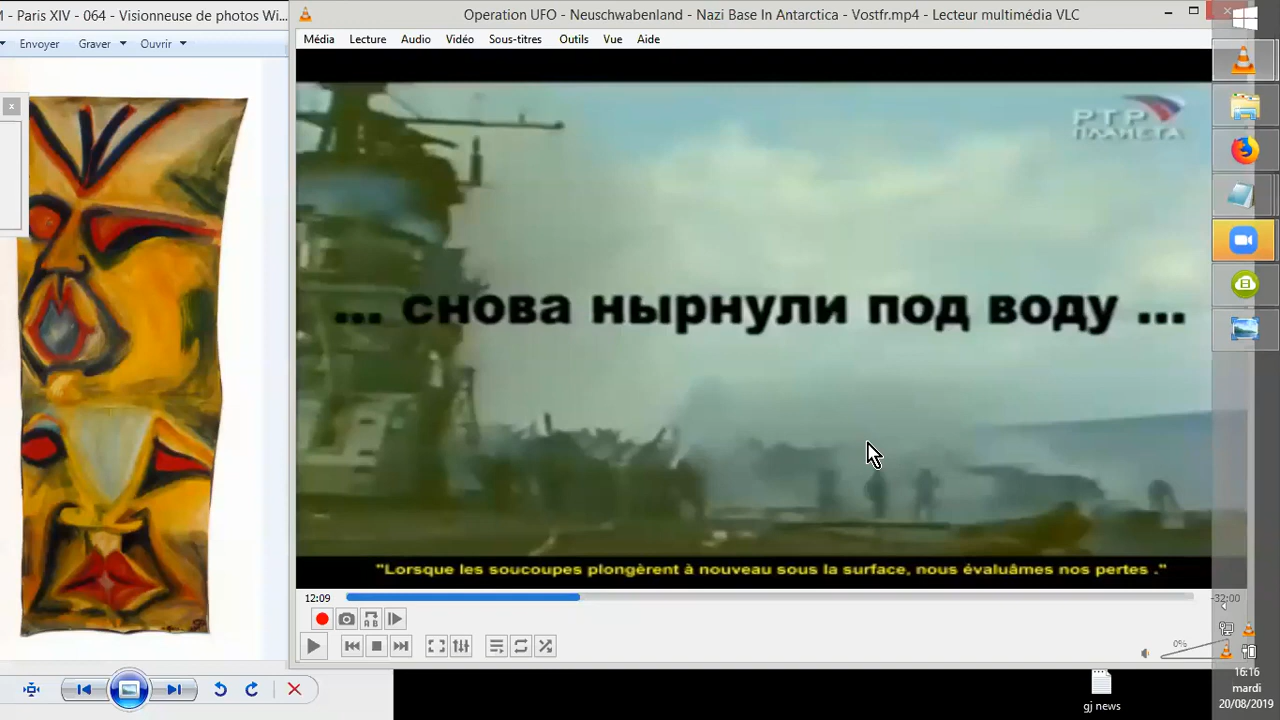 - Paris XIV - 064 - Visionneuse de photos Wi...
Operation UFO - Neuschwabenland - Nazi Base In Antarctica - Vostfr.mp4 - Lecteur multimédia VLC
Envoyer Graver Ouvrir
Média Lecture Audio Vidéo Sous-titres Outils Vue Aide
РТР
ПЛАНЕТА
... снова нырнули под воду ...
"Lorsque les soucoupes plongèrent à nouveau sous la surface, nous évaluâmes nos pertes ."
12:09
-32:00
0%
16:16
mardi
20/08/2019
gj news